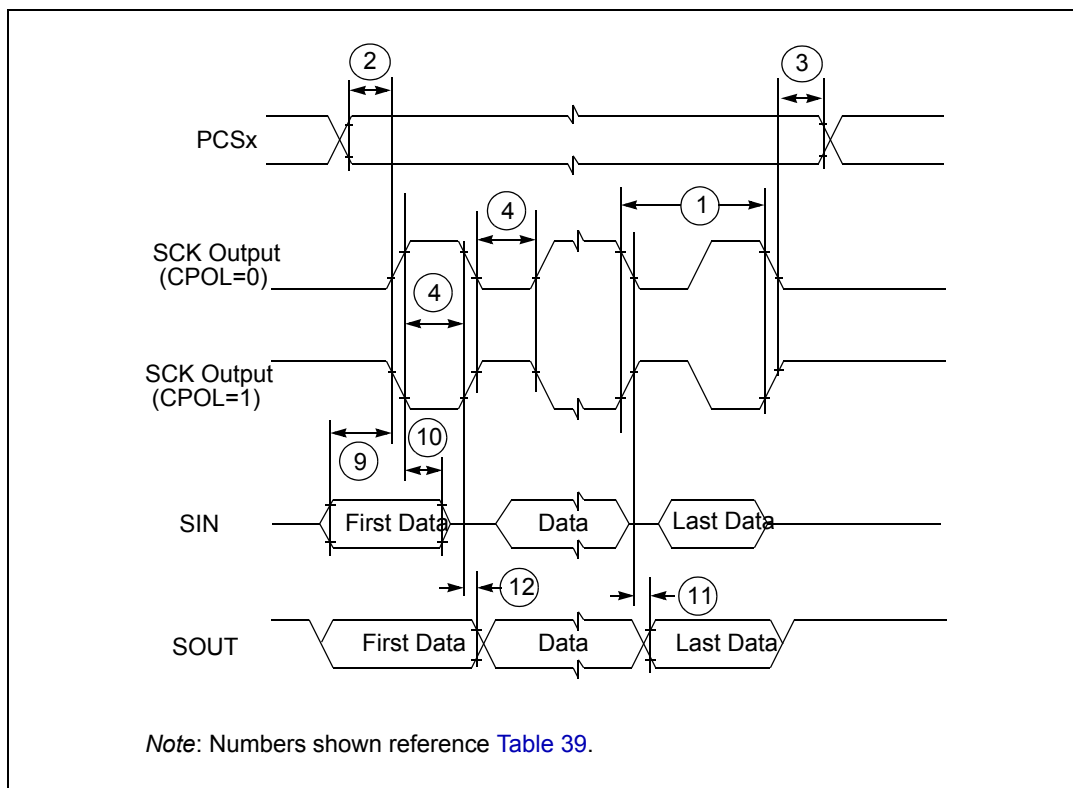 2
3
PCSx
4
1
SCK Output
(CPOL=0)
4
SCK Output
(CPOL=1)
9
10
SIN
First Data
Data
Last Data
12
11
SOUT
First Data
Data
Last Data
Note: Numbers shown reference Table 39.